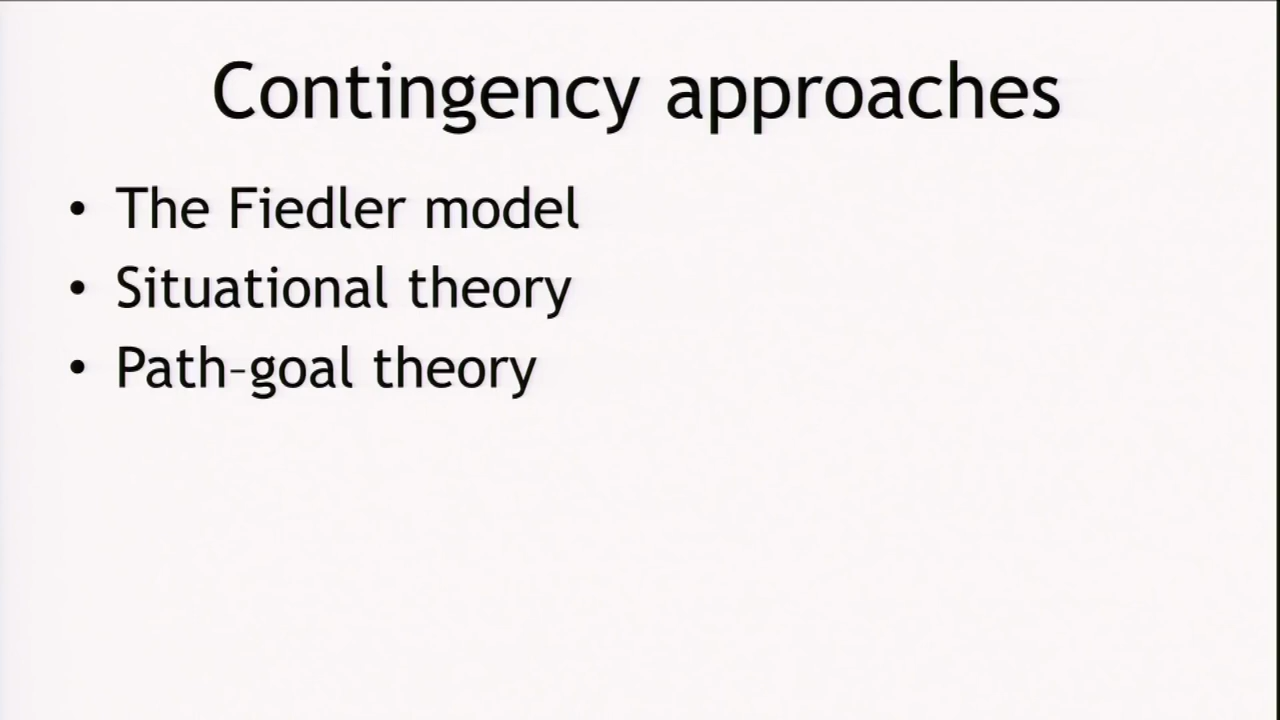 Contingency approaches
• The Fiedler model
• Situational theory
• Path–goal theory